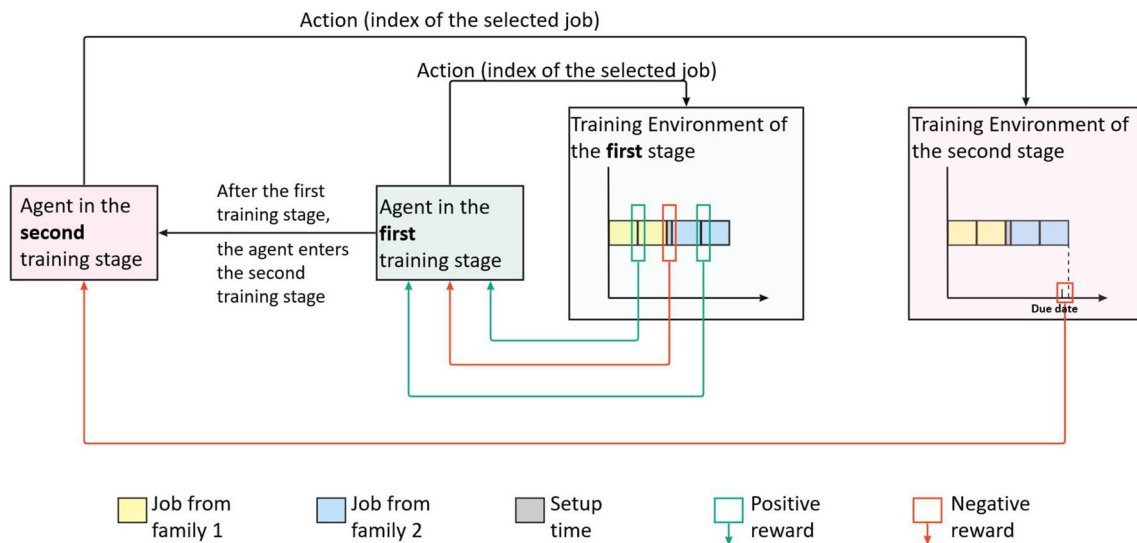 Action (index of the selected job)
Action (index of the selected job)
Training Environment of
the first stage
Training Environment of
the second stage
Agent in the
second
training stage
After the first
training stage,
the agent enters
the second
training stage
Agent in the
first
training stage
Due date
Job from
family 1
Job from
family 2
Setup
time
Positive
reward
Negative
reward